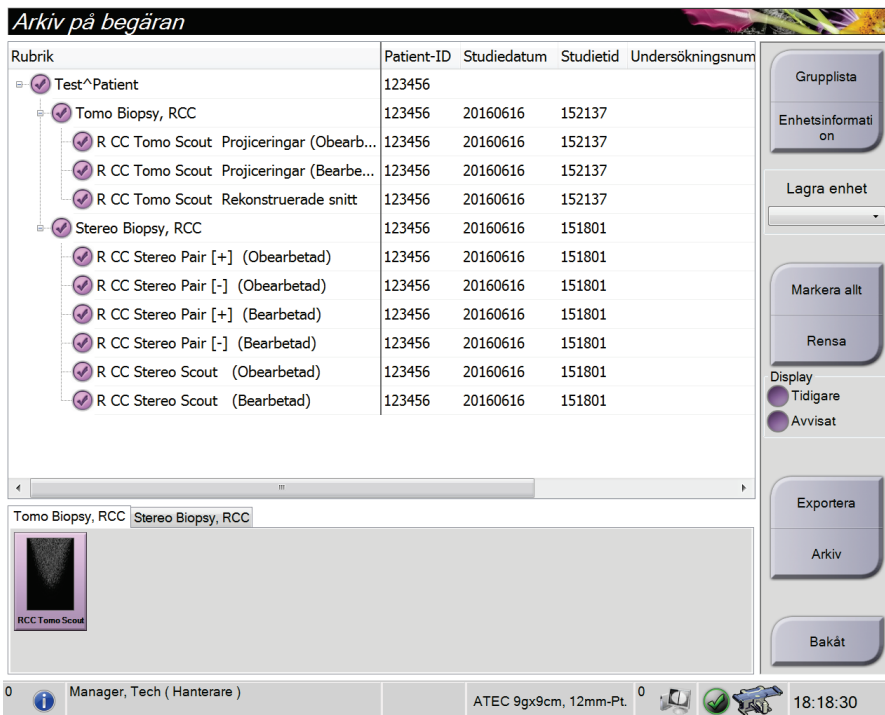 Arkiv på begäran
Rubrik Patient-ID Studiedatum Studietid Undersökningsnum
Test^Patient 123456
Tomo Biopsy, RCC 123456 20160616 152137
R CC Tomo Scout Projiceringar (Obearb... 123456 20160616 152137
R CC Tomo Scout Projiceringar (Bearbe... 123456 20160616 152137
R CC Tomo Scout Rekonstruerade snitt 123456 20160616 152137
Stereo Biopsy, RCC 123456 20160616 151801
R CC Stereo Pair [+] (Obearbetad) 123456 20160616 151801
R CC Stereo Pair [-] (Obearbetad) 123456 20160616 151801
R CC Stereo Pair [+] (Bearbetad) 123456 20160616 151801
R CC Stereo Pair [-] (Bearbetad) 123456 20160616 151801
R CC Stereo Scout (Obearbetad) 123456 20160616 151801
R CC Stereo Scout (Bearbetad) 123456 20160616 151801
Tomo Biopsy, RCC Stereo Biopsy, RCC
RCC Tomo Scout
Grupplista
Enhetsinformati
on
Lagra enhet
Markera allt
Rensa
Display
Tidigare
Avvisat
Exportera
Arkiv
Bakåt
0 Manager, Tech ( Hanterare ) ATEC 9gx9cm, 12mm-Pt. 0 18:18:30